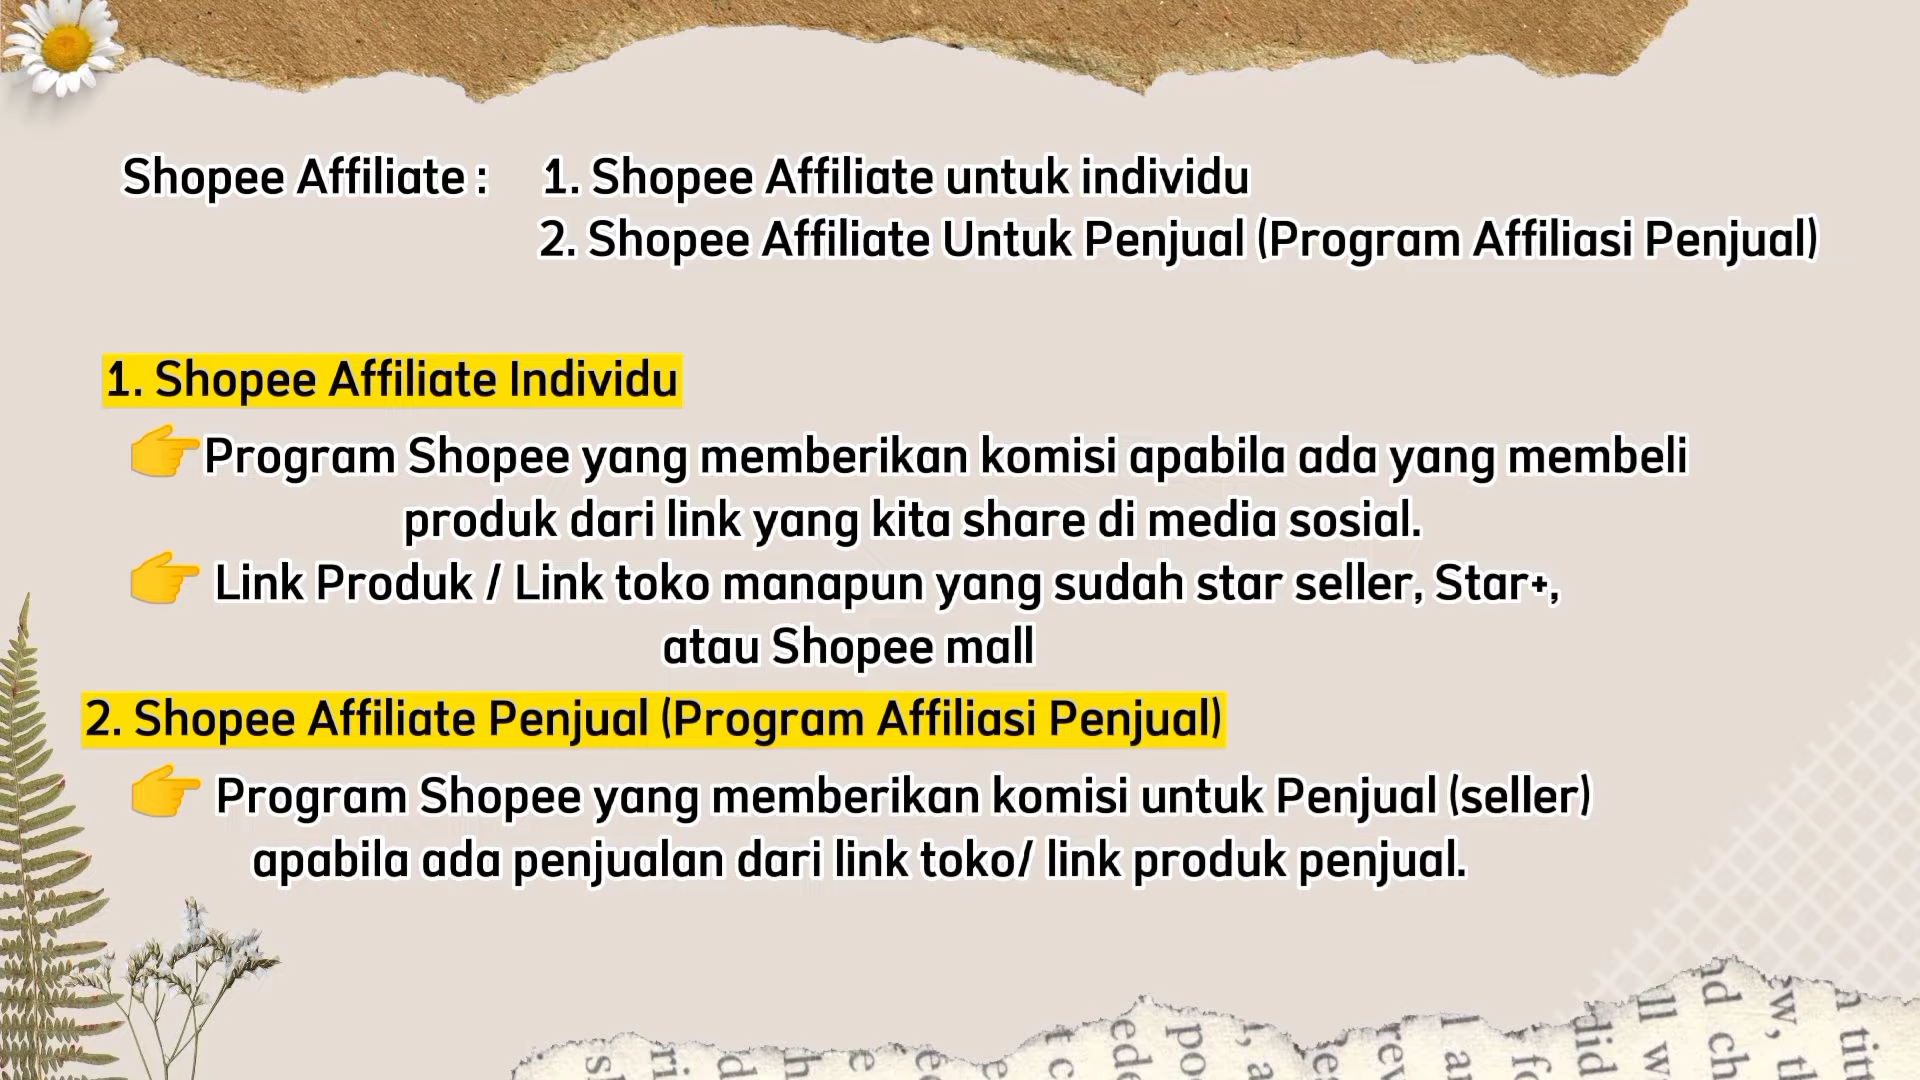 Shopee Affiliate : 1. Shopee Affiliate untuk individu
2. Shopee Affiliate Untuk Penjual (Program Affiliasi Penjual)
1. Shopee Affiliate Individu
👉Program Shopee yang memberikan komisi apabila ada yang membeli
produk dari link yang kita share di media sosial.
👉 Link Produk / Link toko manapun yang sudah star seller, Star+,
atau Shopee mall
2. Shopee Affiliate Penjual (Program Affiliasi Penjual)
👉 Program Shopee yang memberikan komisi untuk Penjual (seller)
apabila ada penjualan dari link toko/ link produk penjual.